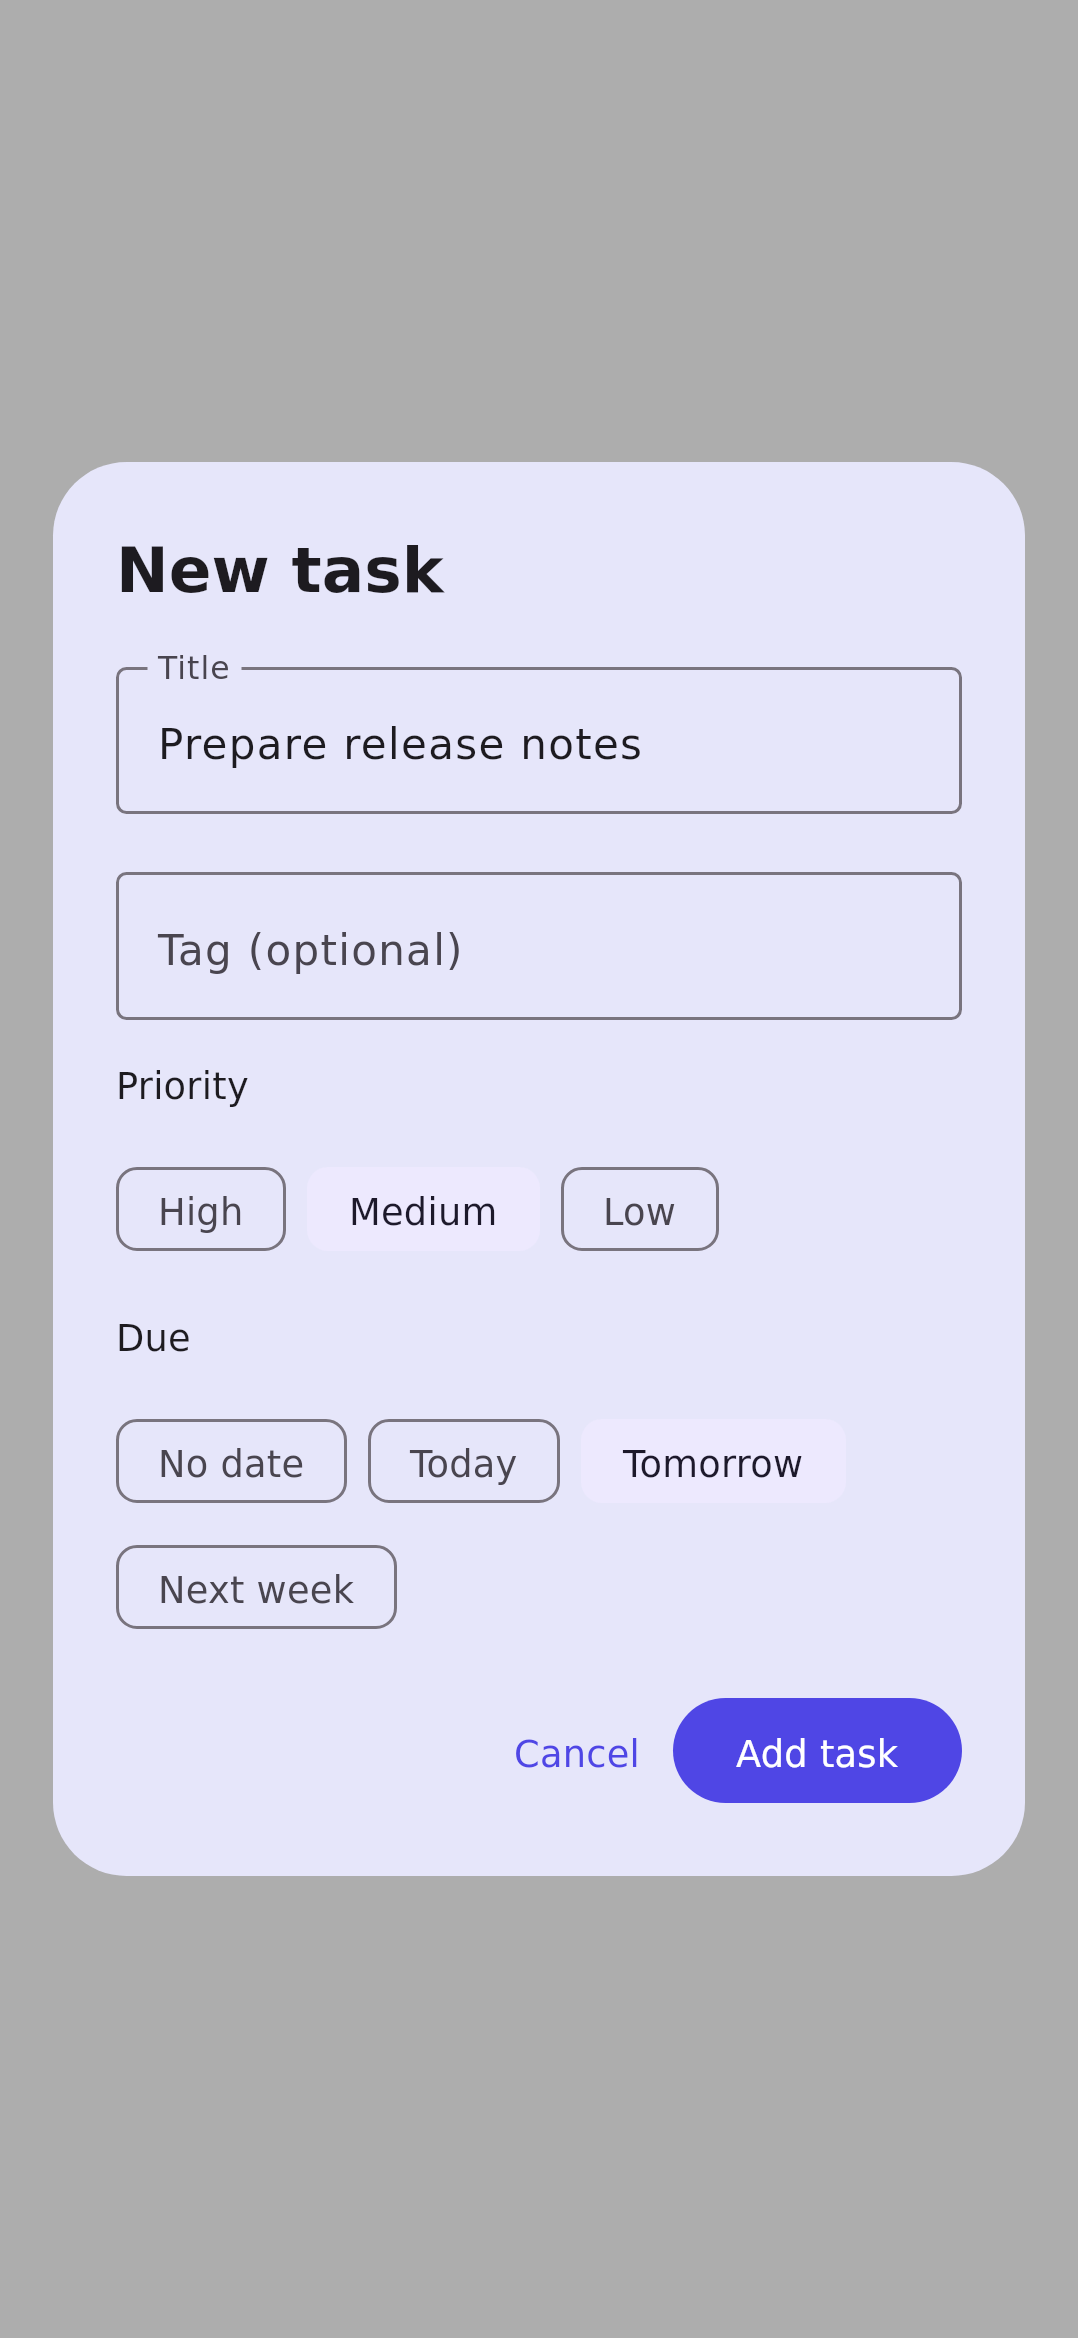 New task
Title
Prepare release notes
Tag (optional)
Priority
High Medium Low
Due
No date Today Tomorrow
Next week
Cancel Add task